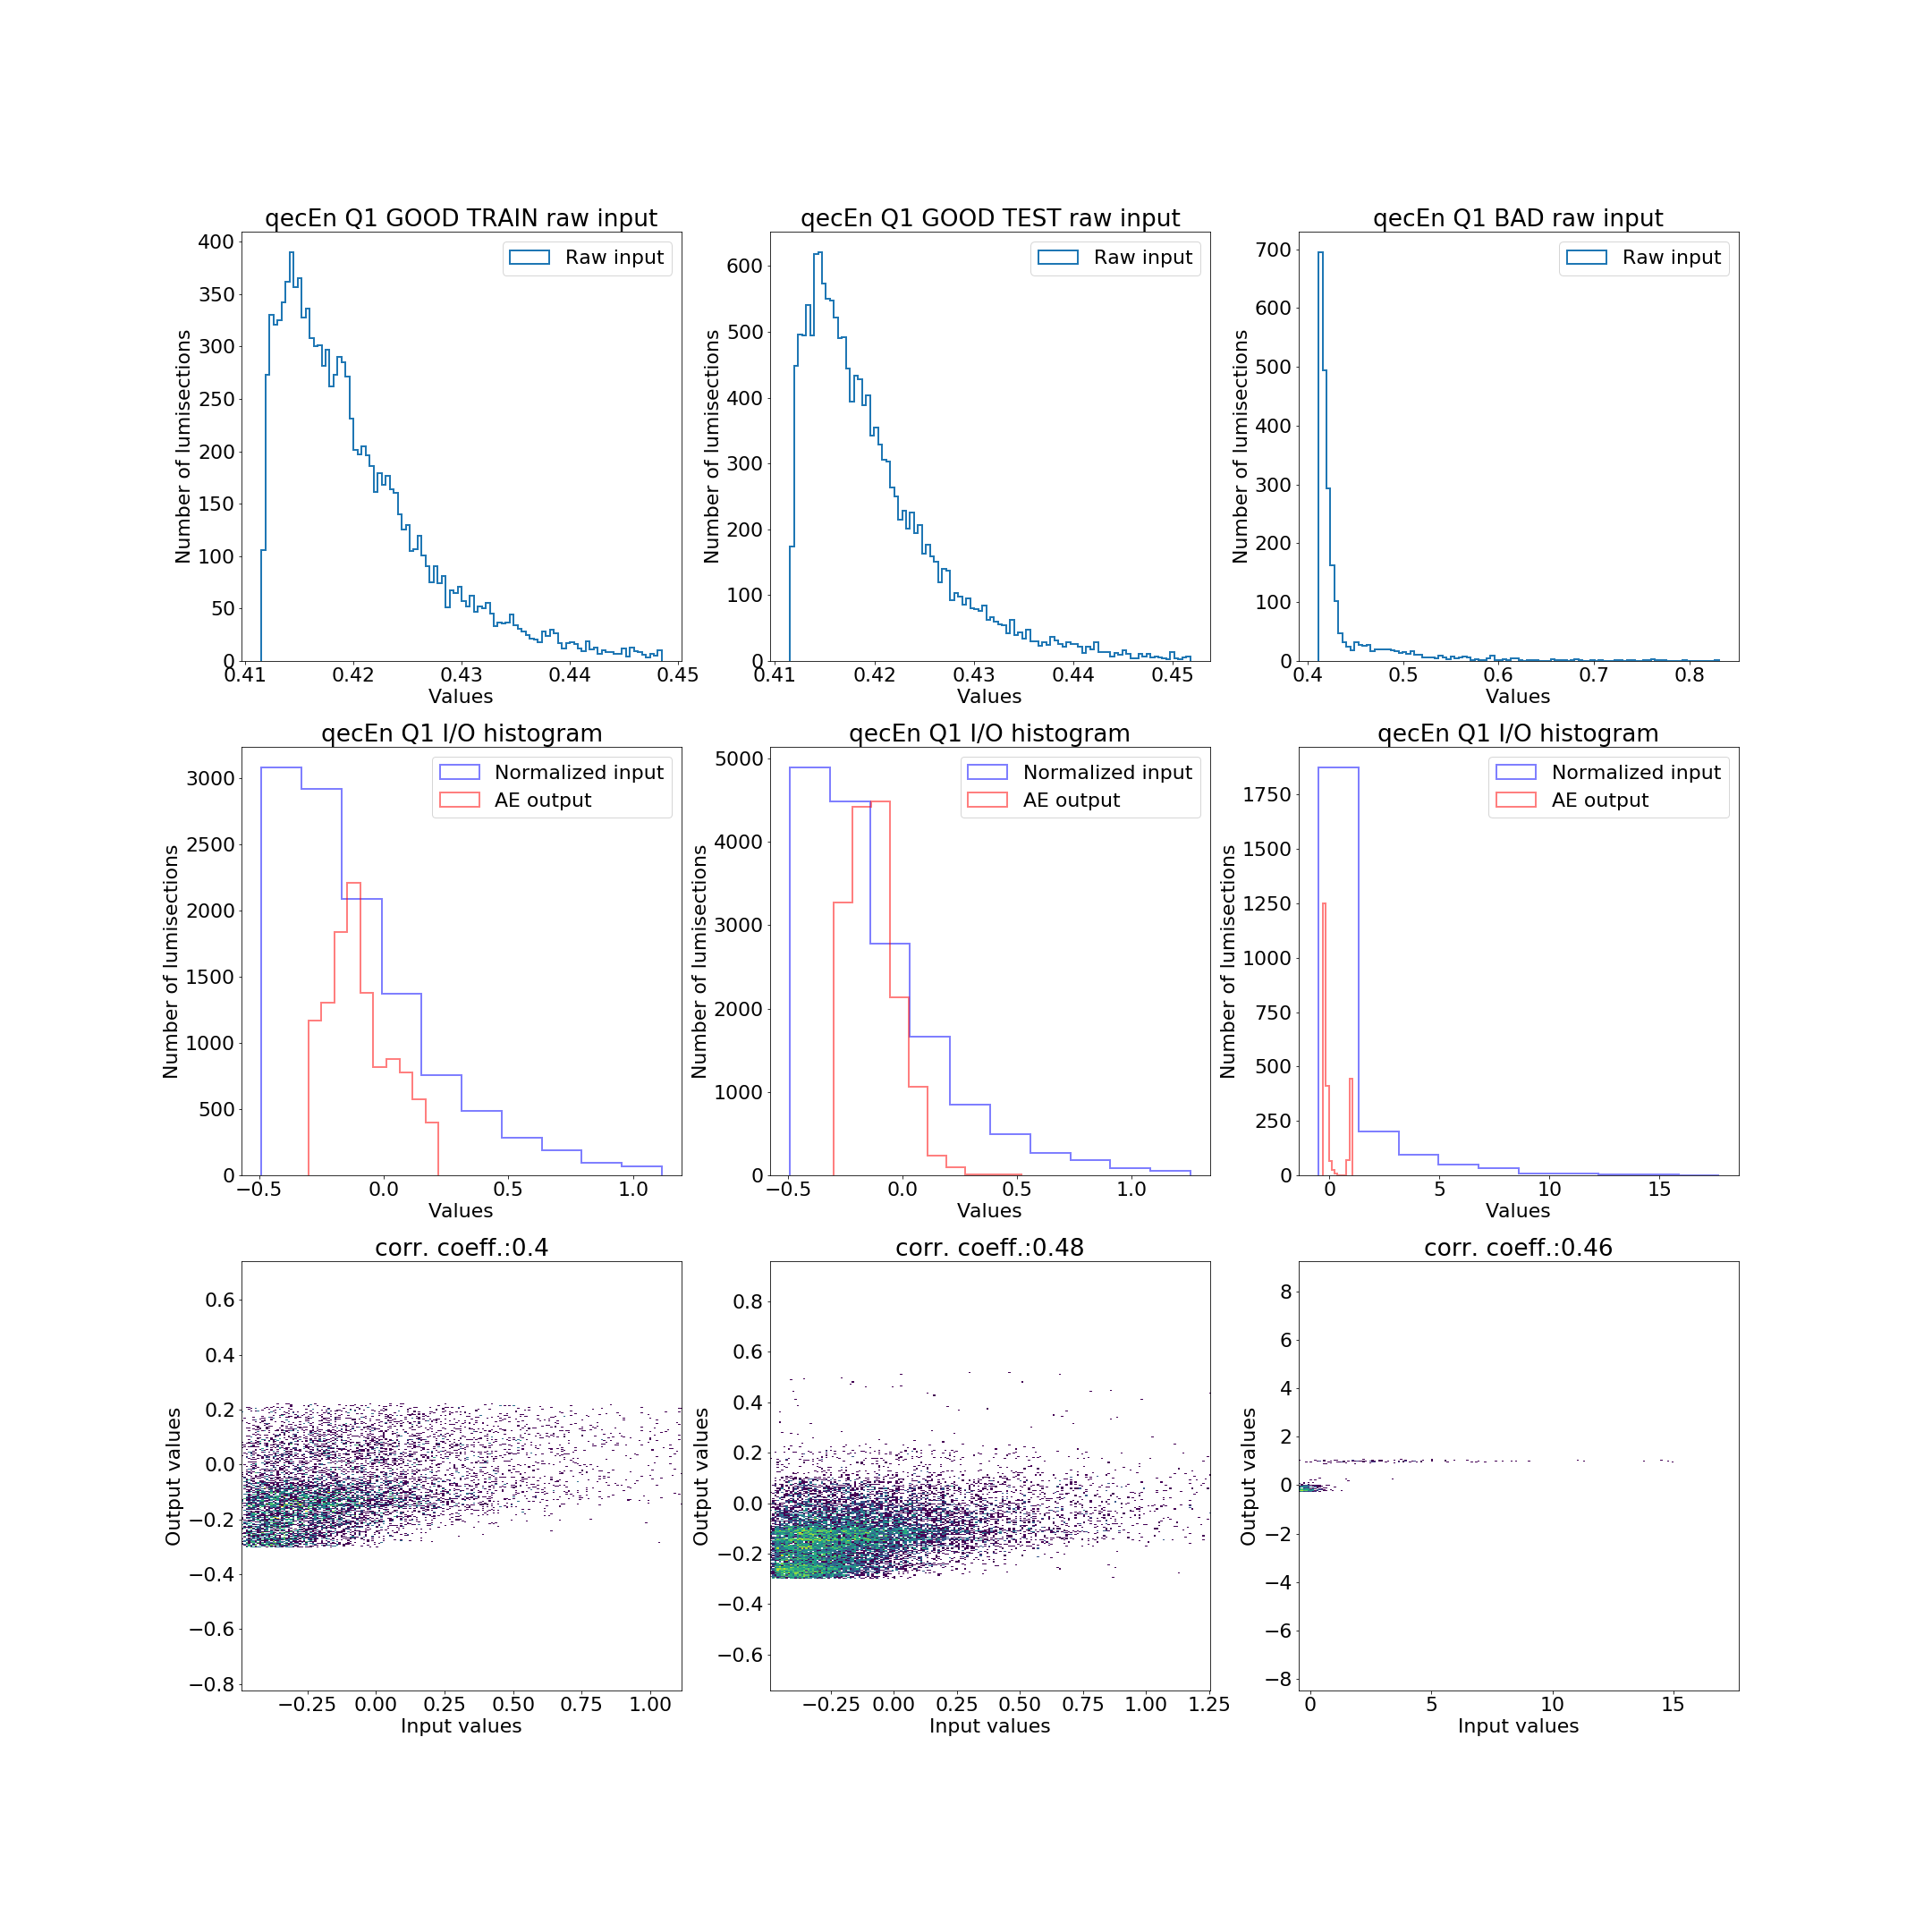 qecEn Q1 GOOD TRAIN raw input
Raw input
Number of lumisections
400
350
300
250
200
150
100
50
0
0.41 0.42 0.43 0.44 0.45
Values
qecEn Q1 GOOD TEST raw input
Raw input
Number of lumisections
600
500
400
300
200
100
0
0.41 0.42 0.43 0.44 0.45
Values
qecEn Q1 BAD raw input
Raw input
Number of lumisections
700
600
500
400
300
200
100
0
0.4 0.5 0.6 0.7 0.8
Values
qecEn Q1 I/O histogram
Normalized input
AE output
Number of lumisections
3000
2500
2000
1500
1000
500
0
−0.5 0.0 0.5 1.0
Values
qecEn Q1 I/O histogram
Normalized input
AE output
Number of lumisections
5000
4000
3000
2000
1000
0
−0.5 0.0 0.5 1.0
Values
qecEn Q1 I/O histogram
Normalized input
AE output
Number of lumisections
1750
1500
1250
1000
750
500
250
0
0 5 10 15
Values
corr. coeff.:0.4
Output values
0.6
0.4
0.2
0.0
−0.2
−0.4
−0.6
−0.8
−0.25 0.00 0.25 0.50 0.75 1.00
Input values
corr. coeff.:0.48
Output values
0.8
0.6
0.4
0.2
0.0
−0.2
−0.4
−0.6
−0.25 0.00 0.25 0.50 0.75 1.00 1.25
Input values
corr. coeff.:0.46
Output values
8
6
4
2
0
−2
−4
−6
−8
0 5 10 15
Input values